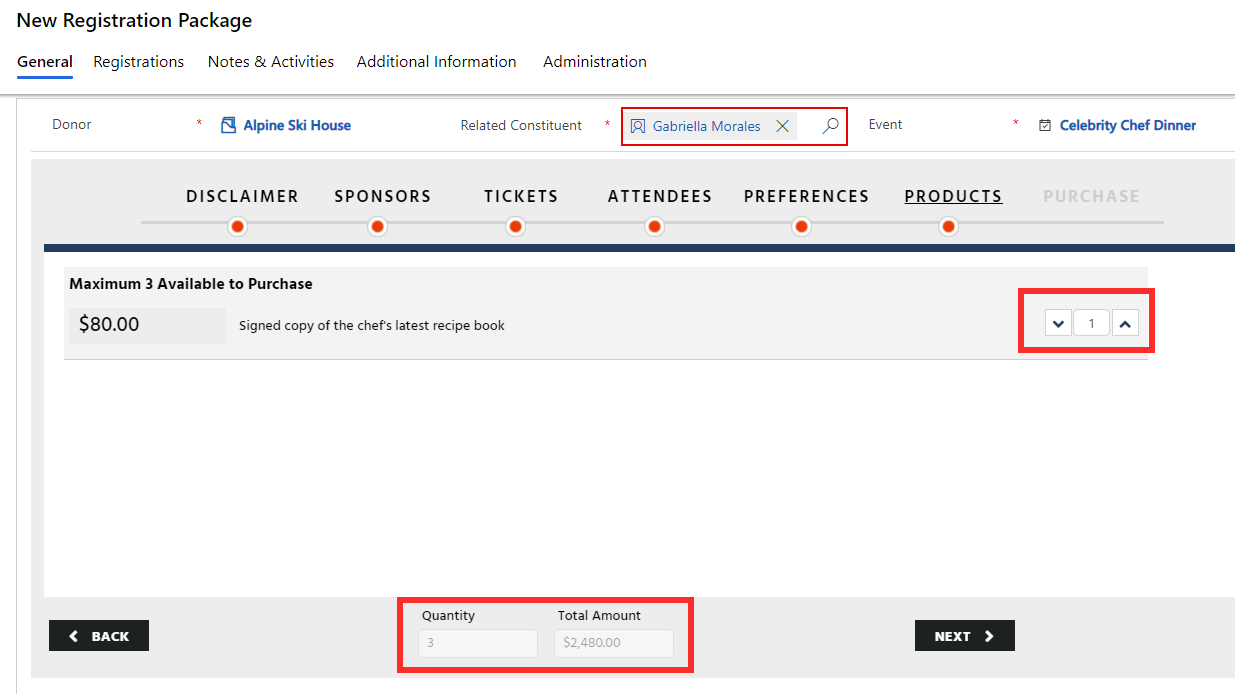 New Registration Package
General Registrations Notes & Activities Additional Information Administration
Donor * Alpine Ski House Related Constituent * Gabriella Morales Event * Celebrity Chef Dinner
DISCLAIMER SPONSORS TICKETS ATTENDEES PREFERENCES PRODUCTS PURCHASE
Maximum 3 Available to Purchase
$80.00 Signed copy of the chef's latest recipe book 1
Quantity Total Amount
BACK 3 $2,480.00 NEXT